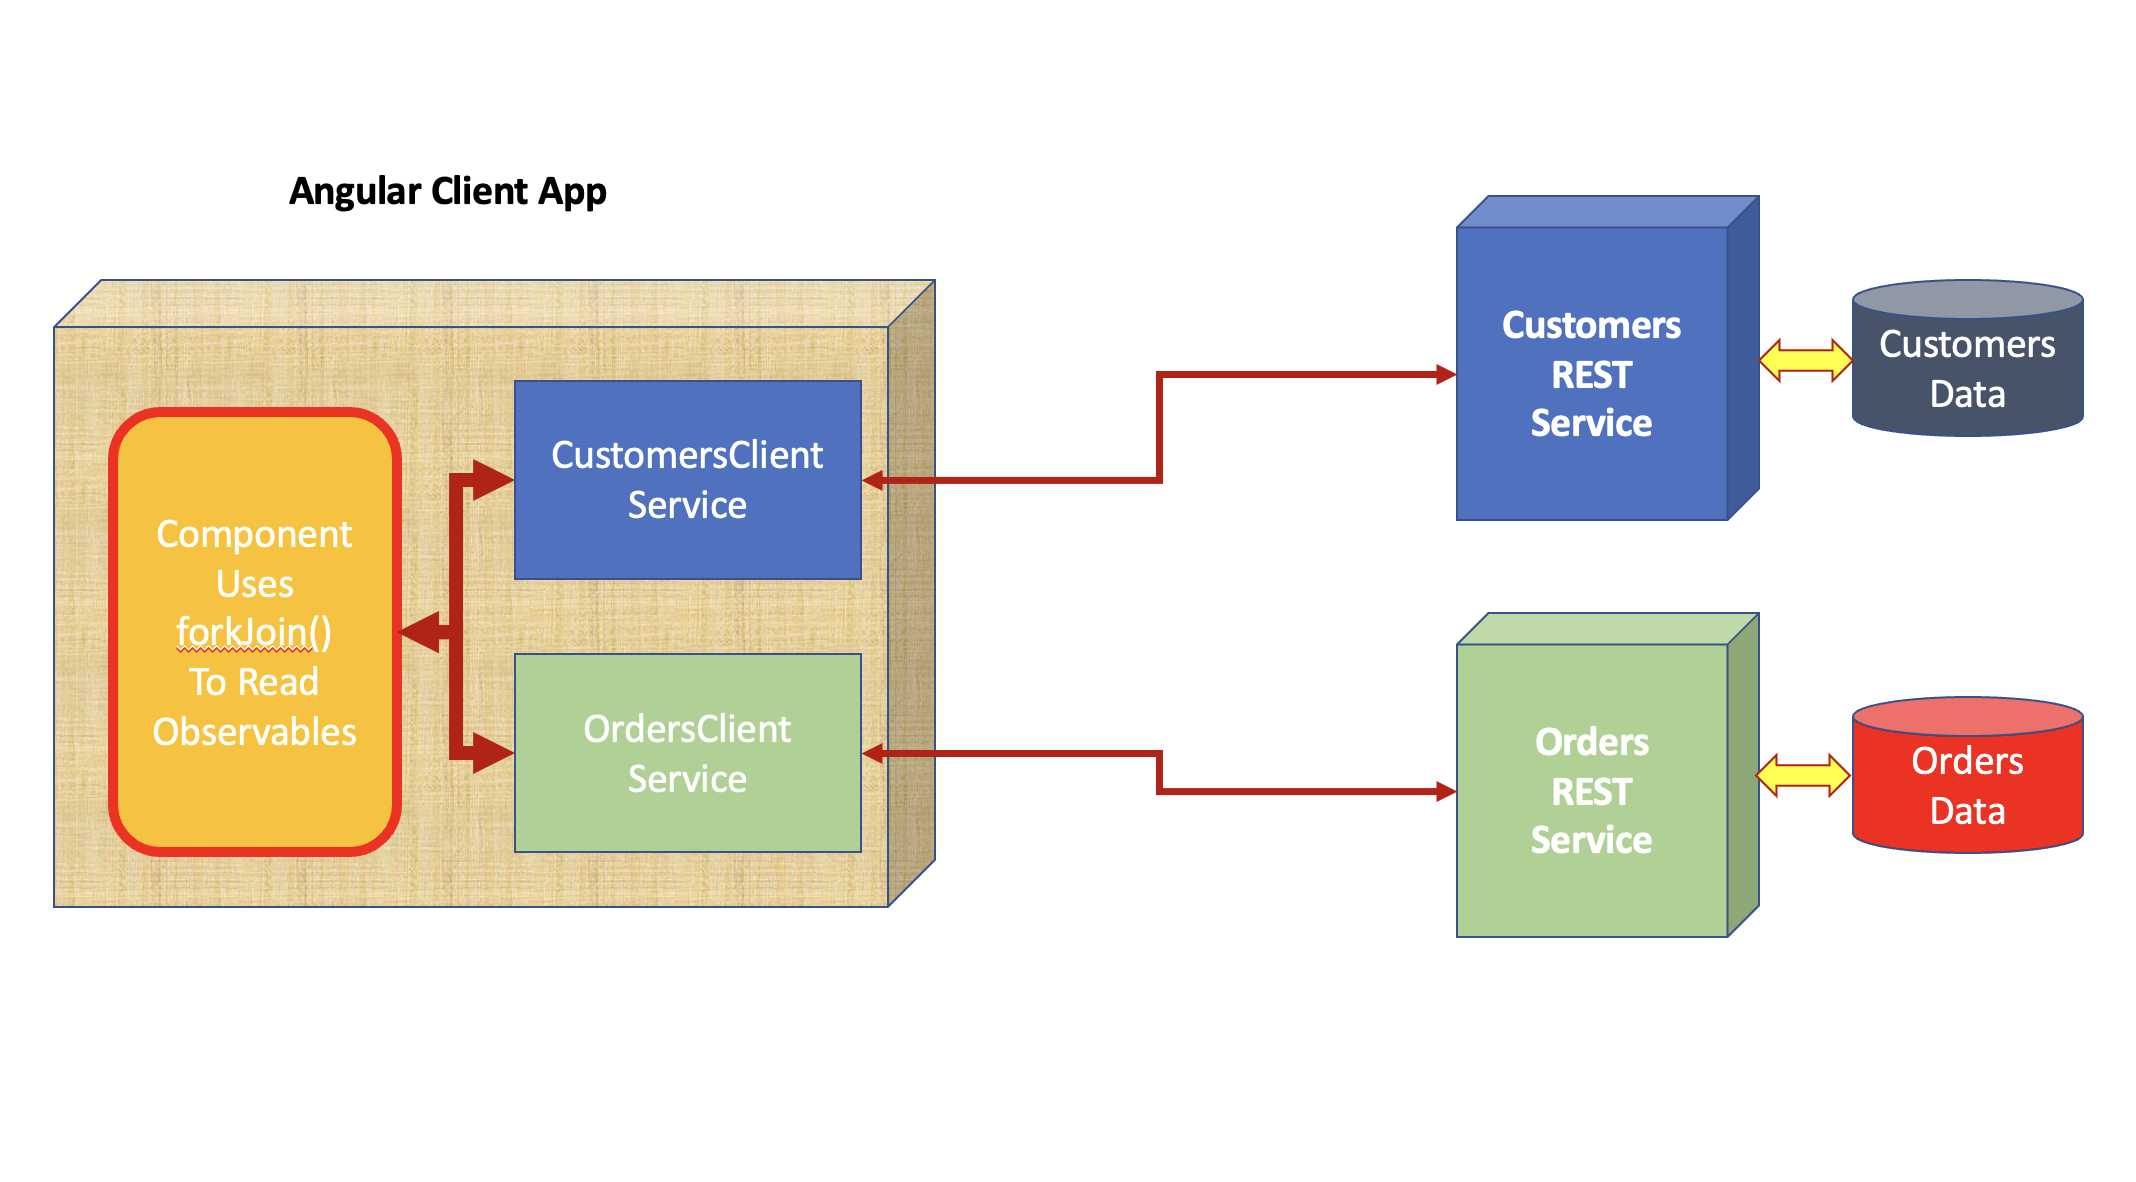 Angular Client App
Component
Uses
forkJoin()
To Read
Observables
CustomersClient
Service
OrdersClient
Service
Customers
REST
Service
Customers
Data
Orders
REST
Service
Orders
Data